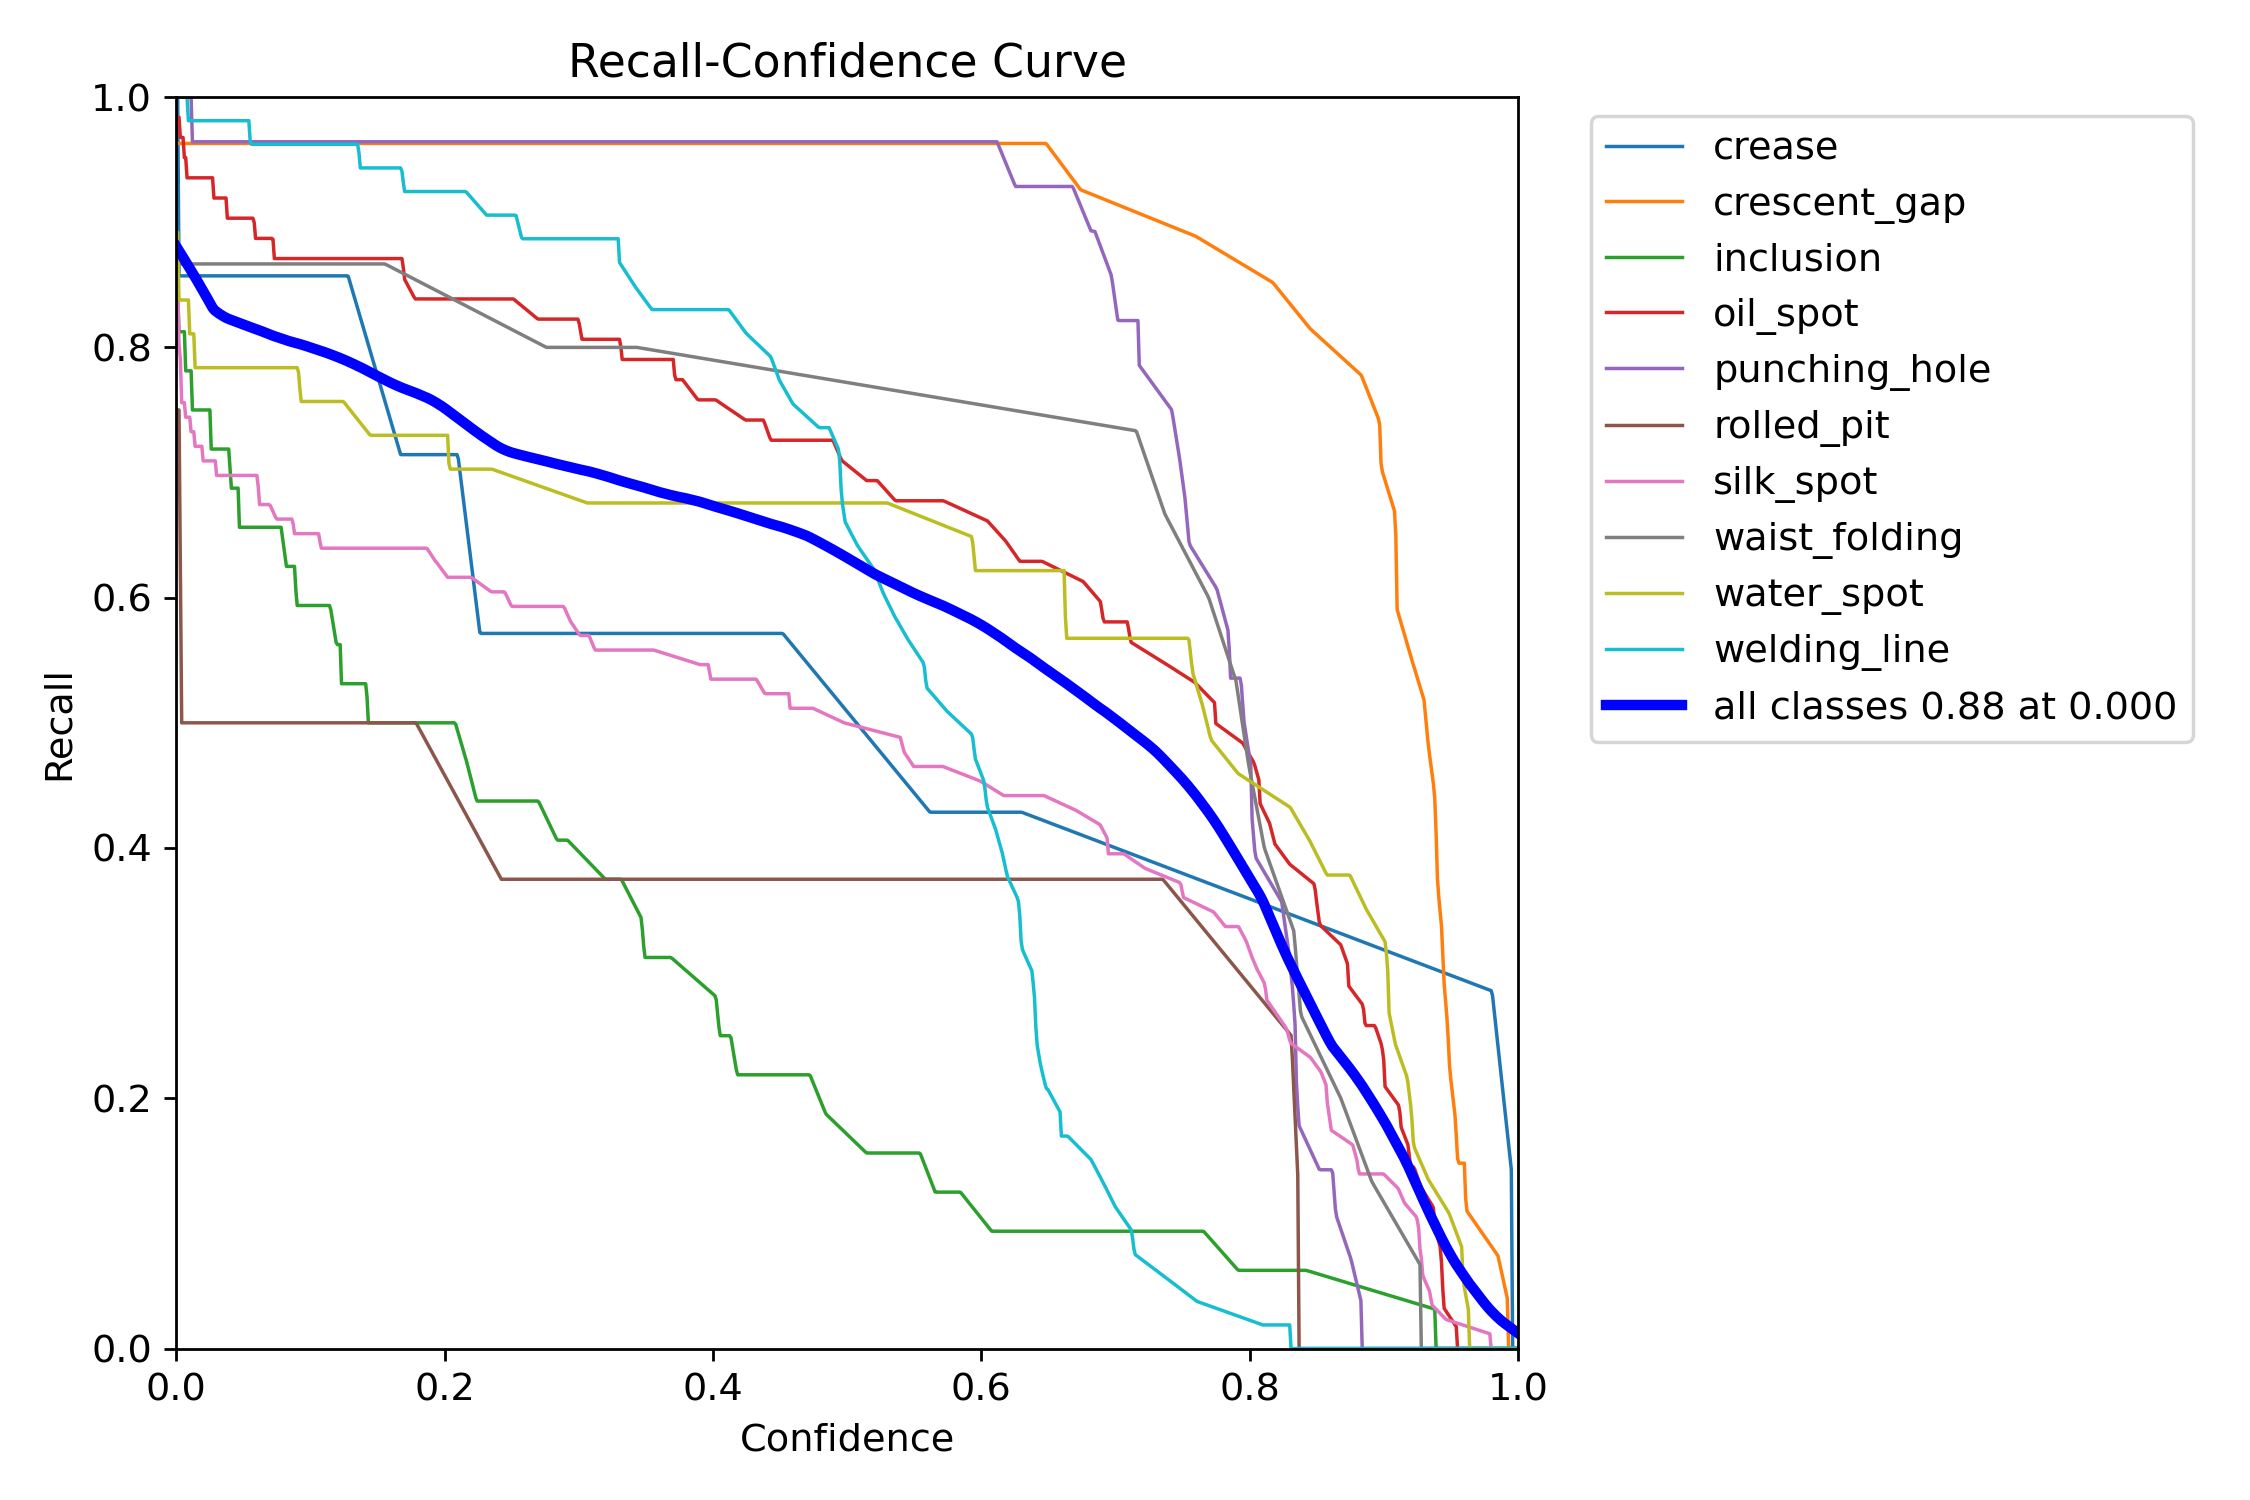 Recall-Confidence Curve
1.0
0.8
0.6
0.4
0.2
0.0
Recall
0.0 0.2 0.4 0.6 0.8 1.0
Confidence
crease
crescent_gap
inclusion
oil_spot
punching_hole
rolled_pit
silk_spot
waist_folding
water_spot
welding_line
all classes 0.88 at 0.000